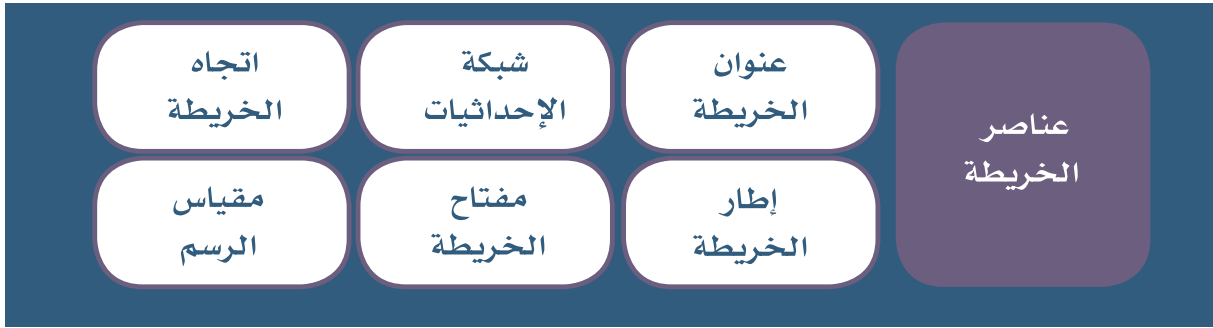 عناصر
الخريطة
عنوان
الخريطة
شبكة
الإحداثيات
اتجاه
الخريطة
إطار
الخريطة
مفتاح
الخريطة
مقياس
الرسم